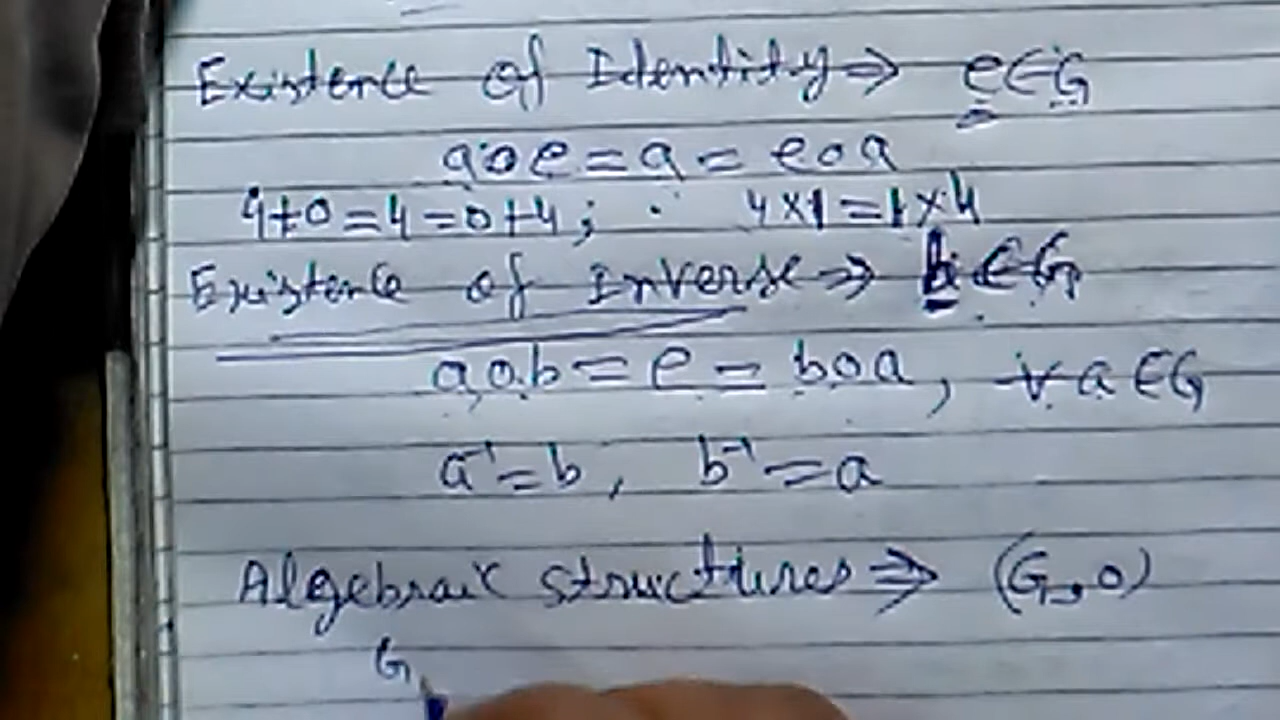 Existence of Identity ⇒ e∈G
aoe = a = eoa
4+0=4=0+4; 4×1=1×4
Existence of Inverse ⇒ b∈G
aob = e = boa, ∀ a∈G
a⁻¹=b, b⁻¹=a
Algebraic structures ⇒ (G,o)
G